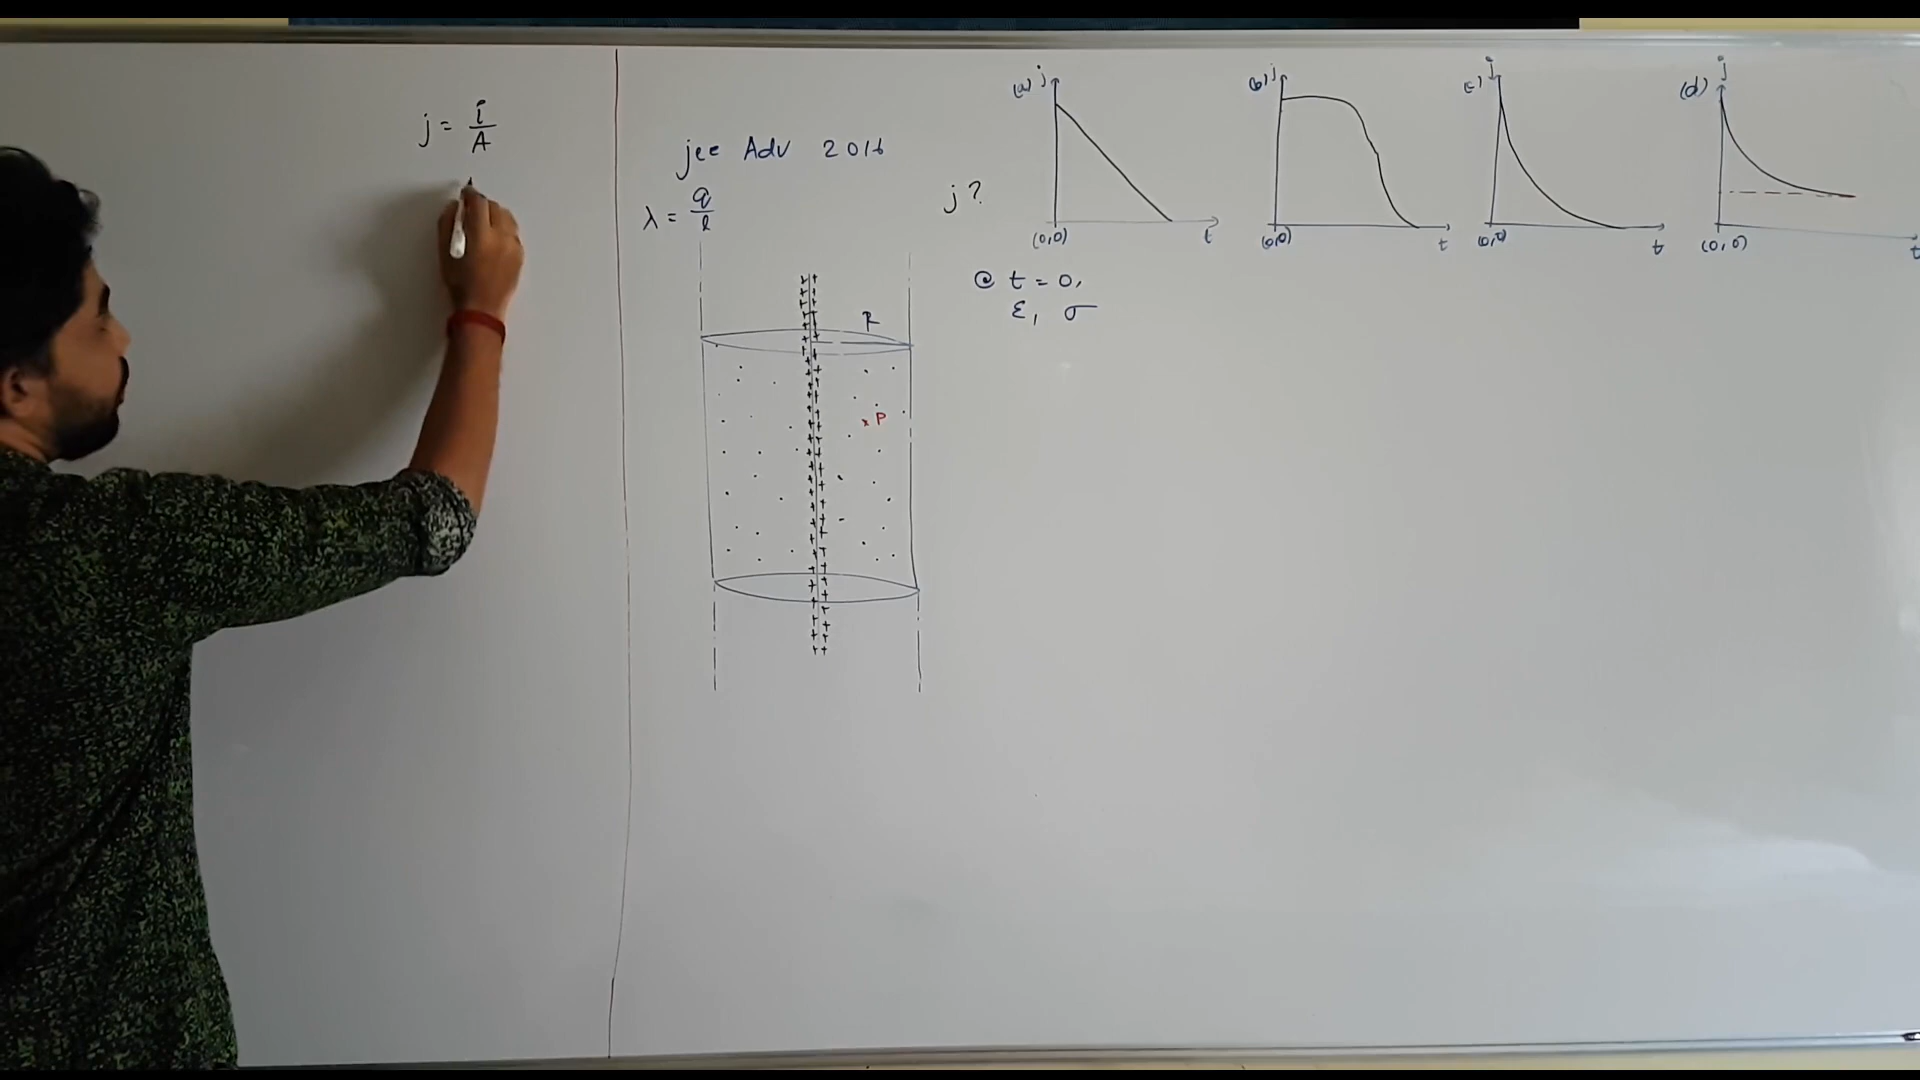 j = i/A
jee Adv 2016
λ = q/l
j?
(a) j
(0,0) t
(b) j
(0,0) t
(c) j
(0,0) t
(d) j
(0,0) t
@ t = 0,
ε, σ
R
x P